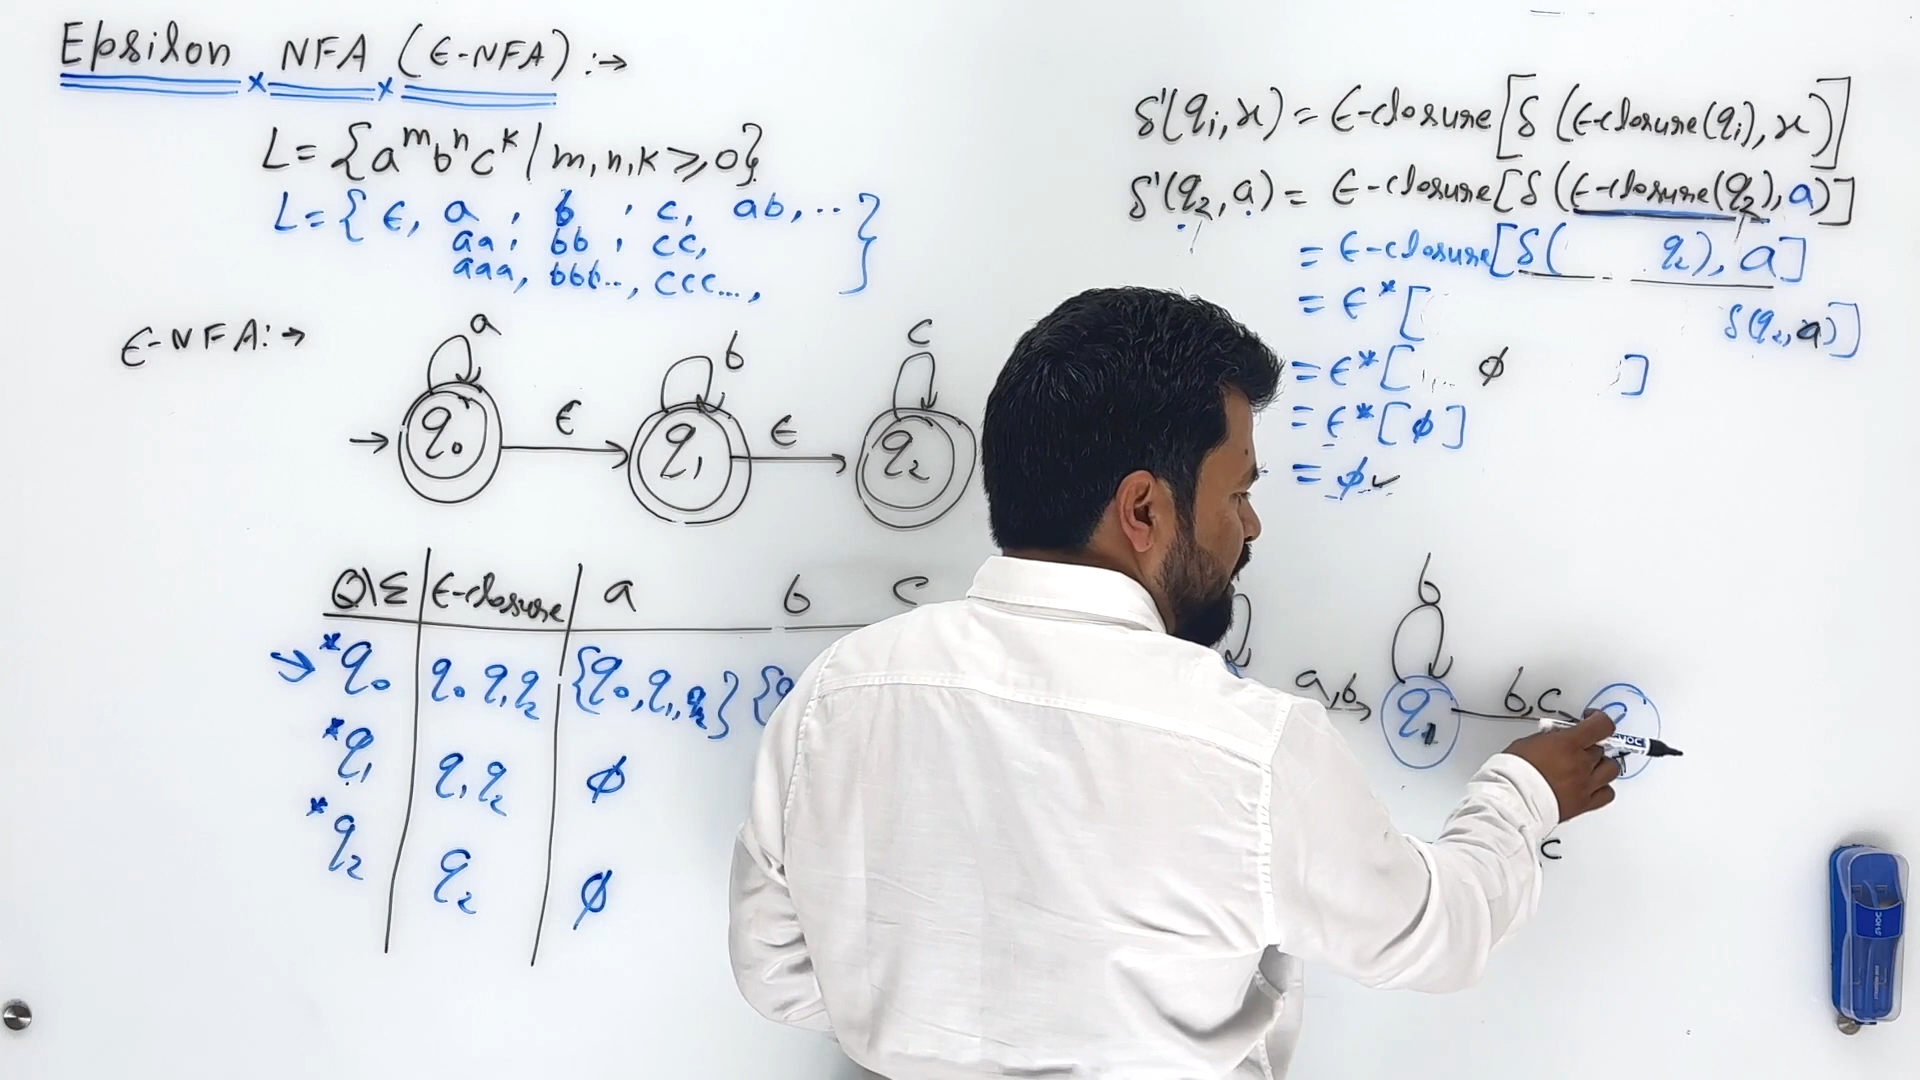 Epsilon NFA (ϵ-NFA) :→
L = {aᵐbⁿcᵏ / m, n, k ≥, 0}
L = { ϵ, a , b , c, ab, ..
aa, bb , cc,
aaa, bbb.., ccc..., }
ϵ-NFA: →
a
b
c
→ q₀ ϵ q₁ ϵ q₂
Q\Σ ϵ-closure a b c
→ *q₀ q₀ q₁ q₂ {q₀, q₁, q₂} {q
*q₁ q₁ q₂ ϕ
*q₂ q₂ ϕ
δ'(qᵢ, x) = ϵ-closure [δ (ϵ-closure(qᵢ), x)]
δ'(q₂, a) = ϵ-closure [δ (ϵ-closure(q₂), a)]
= ϵ-closure [δ( q₂), a]
= ϵ* [ δ(q₂, a)]
= ϵ* [ ϕ ]
= ϵ* [ϕ]
= ϕ
b
a, b q₁ b, c
c